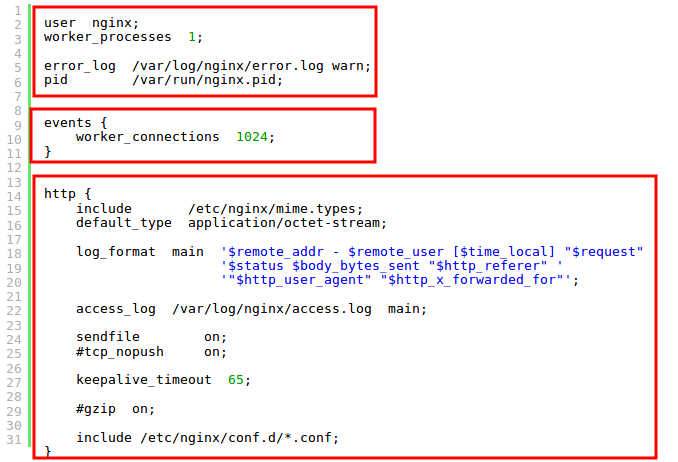 1
2 user  nginx;
3 worker_processes  1;
4
5 error_log  /var/log/nginx/error.log warn;
6 pid        /var/run/nginx.pid;
7
8
9 events {
10     worker_connections  1024;
11 }
12
13
14 http {
15     include       /etc/nginx/mime.types;
16     default_type  application/octet-stream;
17
18     log_format  main  '$remote_addr - $remote_user [$time_local] "$request"
19                       '$status $body_bytes_sent "$http_referer" '
20                       '"$http_user_agent" "$http_x_forwarded_for"';
21
22     access_log  /var/log/nginx/access.log  main;
23
24     sendfile        on;
25     #tcp_nopush     on;
26
27     keepalive_timeout  65;
28
29     #gzip  on;
30
31     include /etc/nginx/conf.d/*.conf;
}